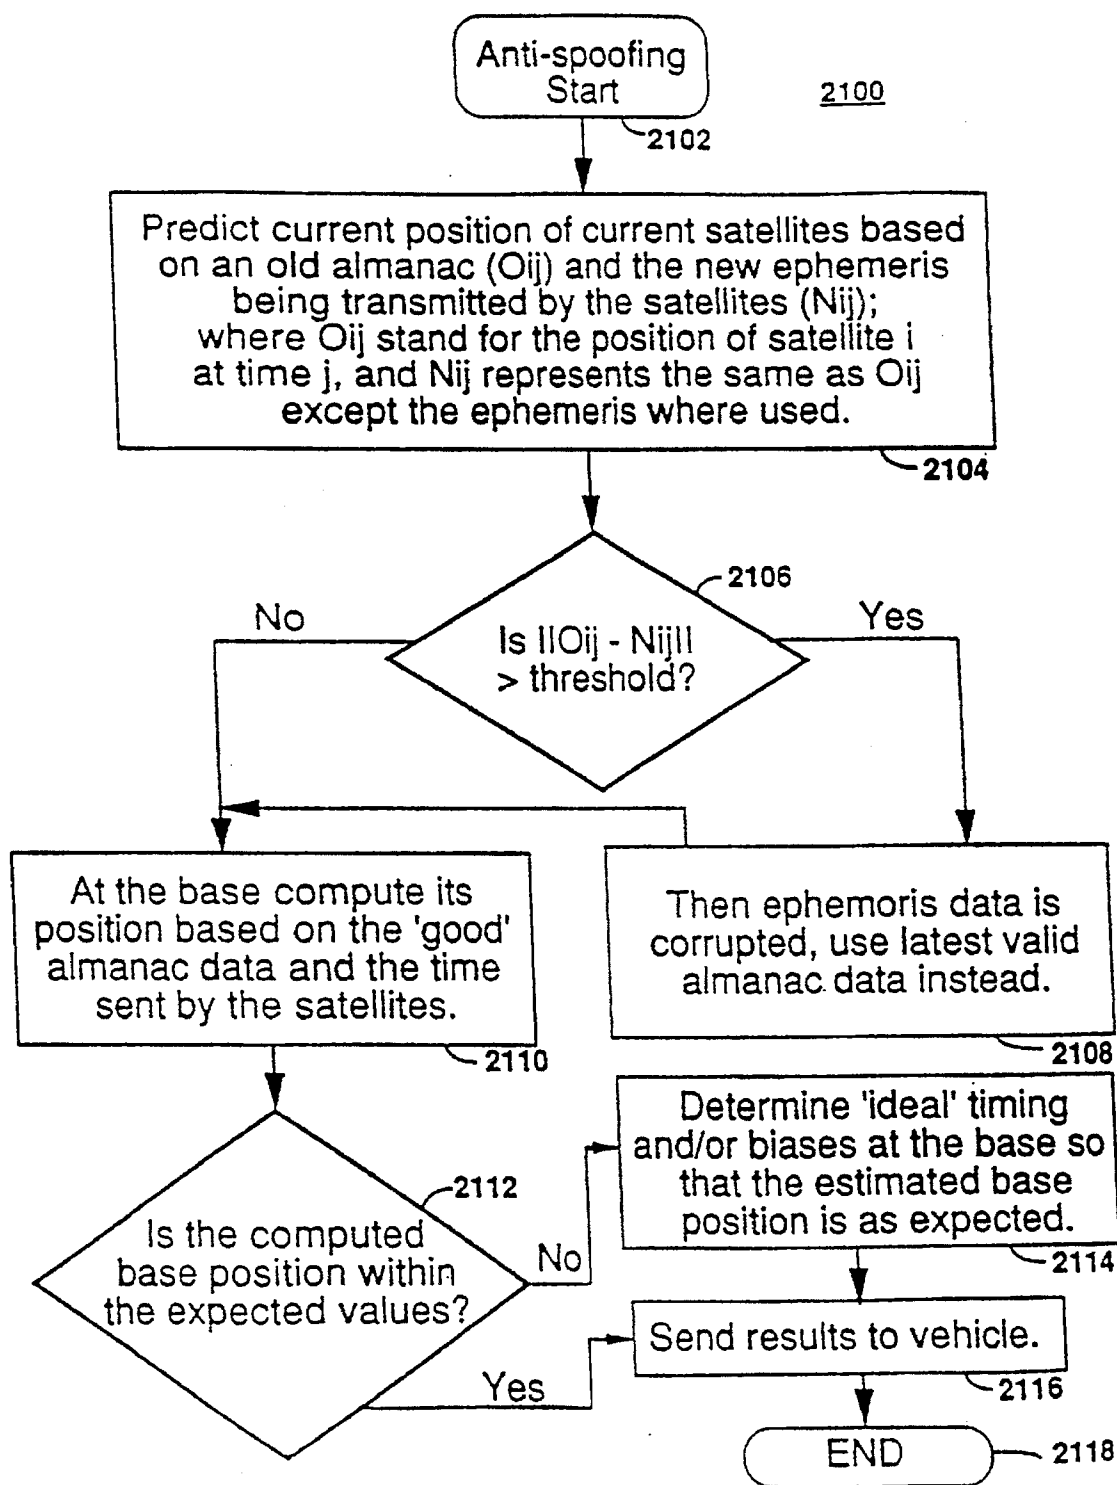 Anti-spoofing
Start
2100
2102
Predict current position of current satellites based
on an old almanac (Oij) and the new ephemeris
being transmitted by the satellites (Nij);
where Oij stand for the position of satellite i
at time j, and Nij represents the same as Oij
except the ephemeris where used.
2104
2106
No
Yes
Is IIOij - NijII
> threshold?
At the base compute its
position based on the 'good'
almanac data and the time
sent by the satellites.
2110
Then ephemoris data is
corrupted, use latest valid
almanac data instead.
2108
Determine 'ideal' timing
and/or biases at the base so
that the estimated base
position is as expected.
2114
2112
Is the computed
base position within
the expected values?
No
Yes
Send results to vehicle.
2116
END
2118